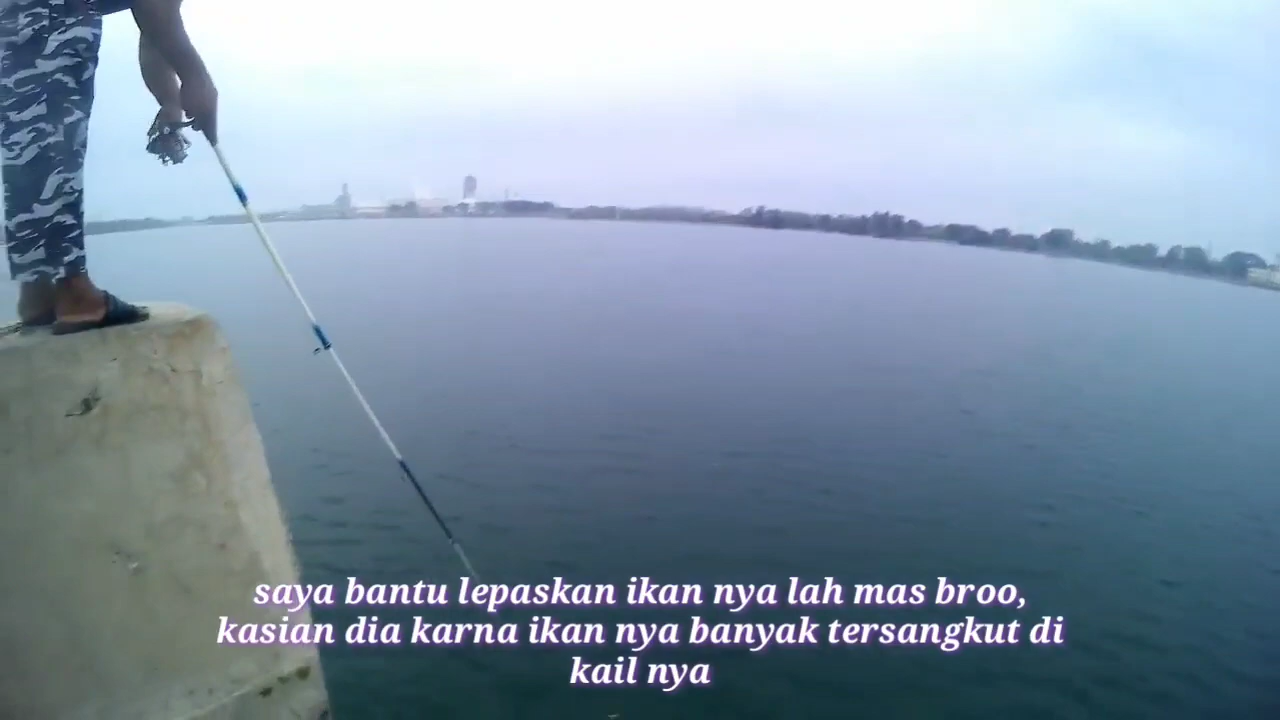 saya bantu lepaskan ikan nya lah mas broo,
kasian dia karna ikan nya banyak tersangkut di
kail nya